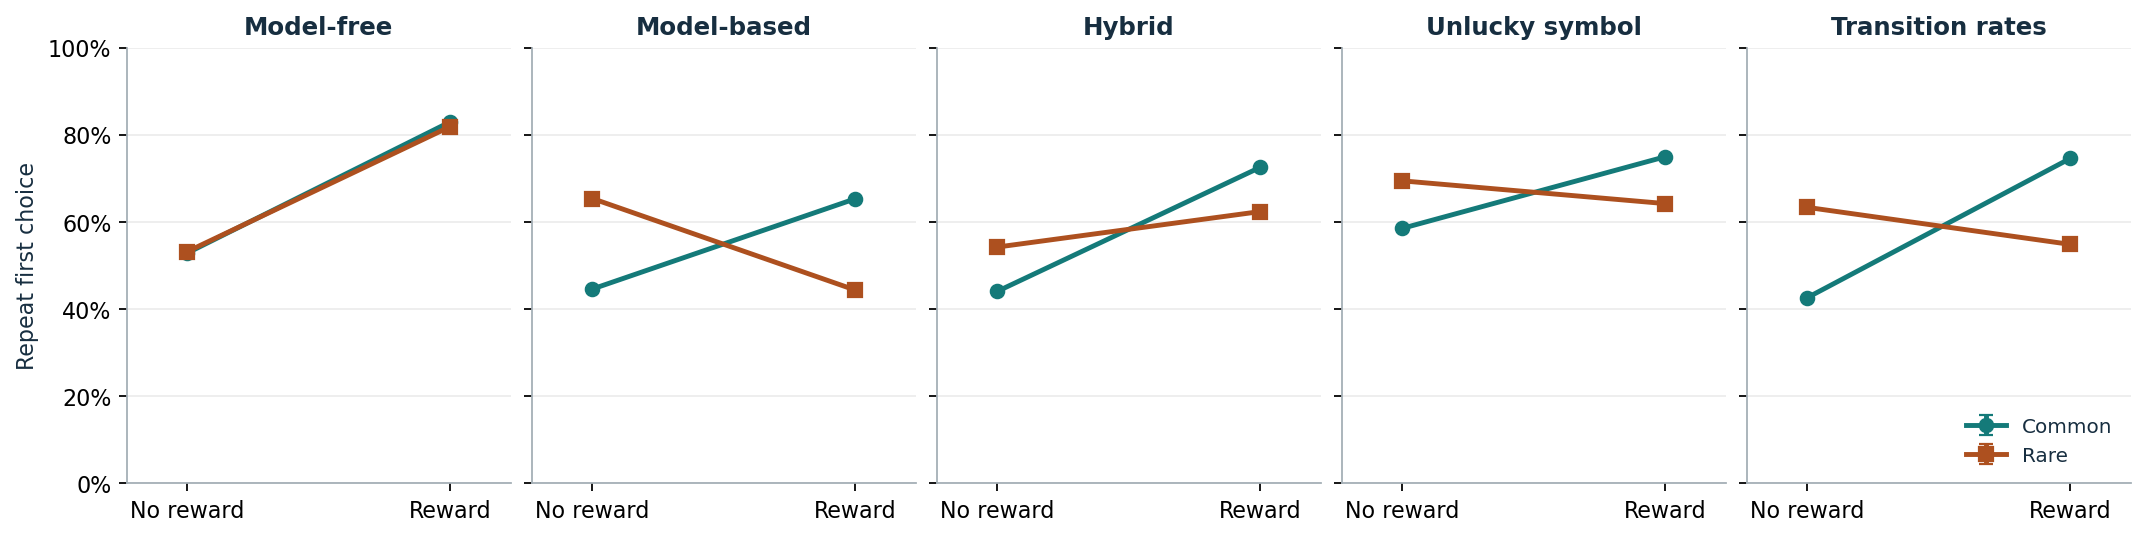 Model-free
Model-based
Hybrid
Unlucky symbol
Transition rates
Repeat first choice
100%
80%
60%
40%
20%
0%
Common
Rare
No reward Reward
No reward Reward
No reward Reward
No reward Reward
No reward Reward